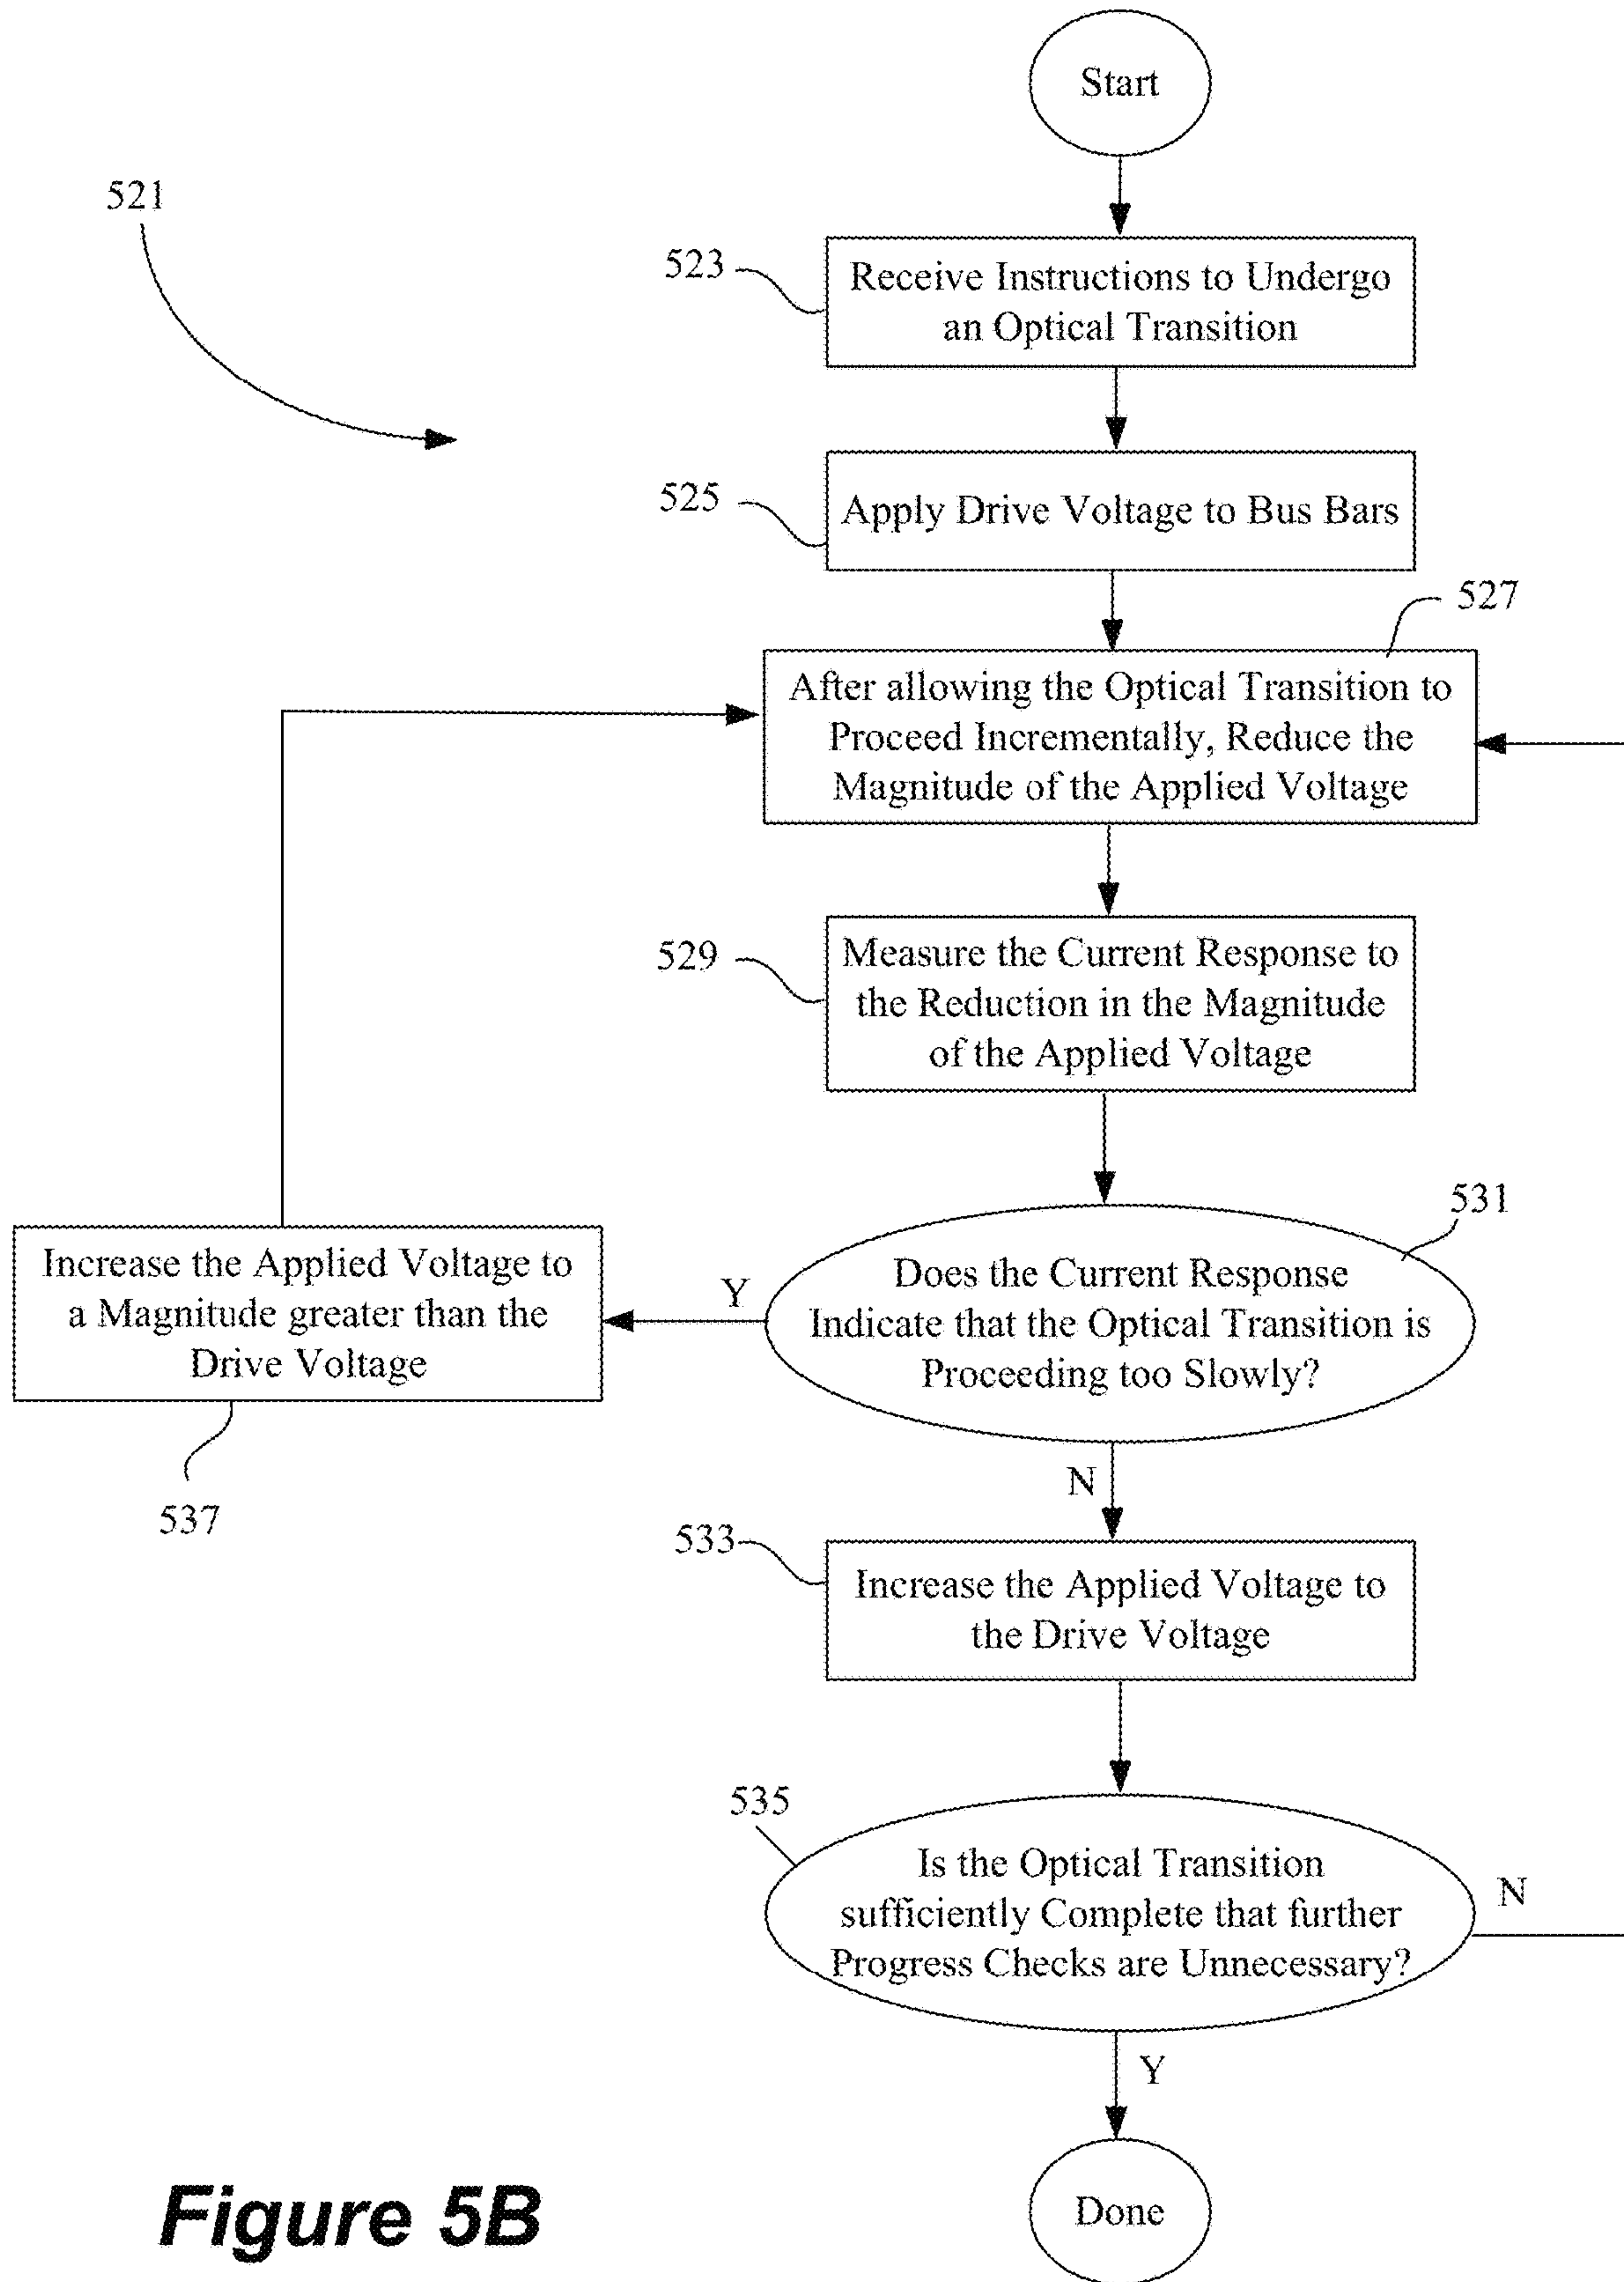 Start
521
523
Receive Instructions to Undergo
an Optical Transition
525
Apply Drive Voltage to Bus Bars
527
After allowing the Optical Transition to
Proceed Incrementally, Reduce the
Magnitude of the Applied Voltage
529
Measure the Current Response to
the Reduction in the Magnitude
of the Applied Voltage
531
Does the Current Response
Indicate that the Optical Transition is
Proceeding too Slowly?
Y
Increase the Applied Voltage to
a Magnitude greater than the
Drive Voltage
537
N
533
Increase the Applied Voltage to
the Drive Voltage
535
Is the Optical Transition
sufficiently Complete that further
Progress Checks are Unnecessary?
N
Y
Done
Figure 5B